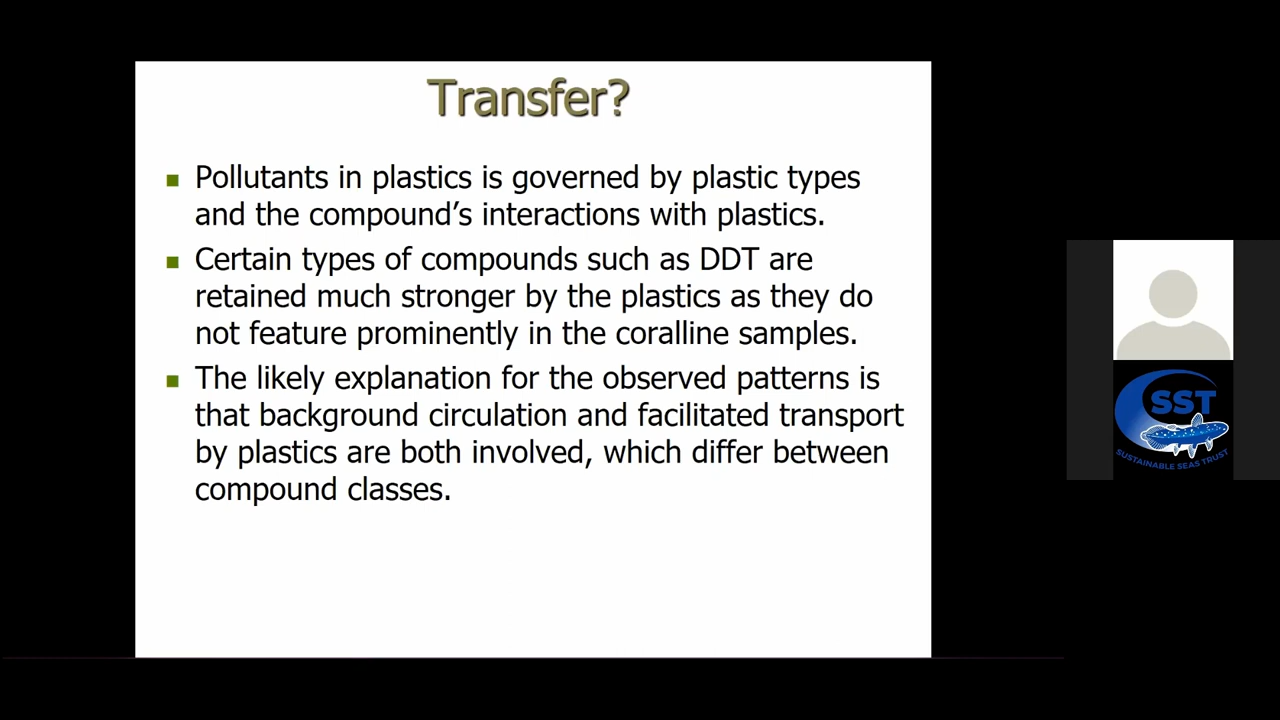 Transfer?
Pollutants in plastics is governed by plastic types
and the compound’s interactions with plastics.
Certain types of compounds such as DDT are
retained much stronger by the plastics as they do
not feature prominently in the coralline samples.
The likely explanation for the observed patterns is
that background circulation and facilitated transport
by plastics are both involved, which differ between
compound classes.
SST
SUSTAINABLE SEAS TRUST